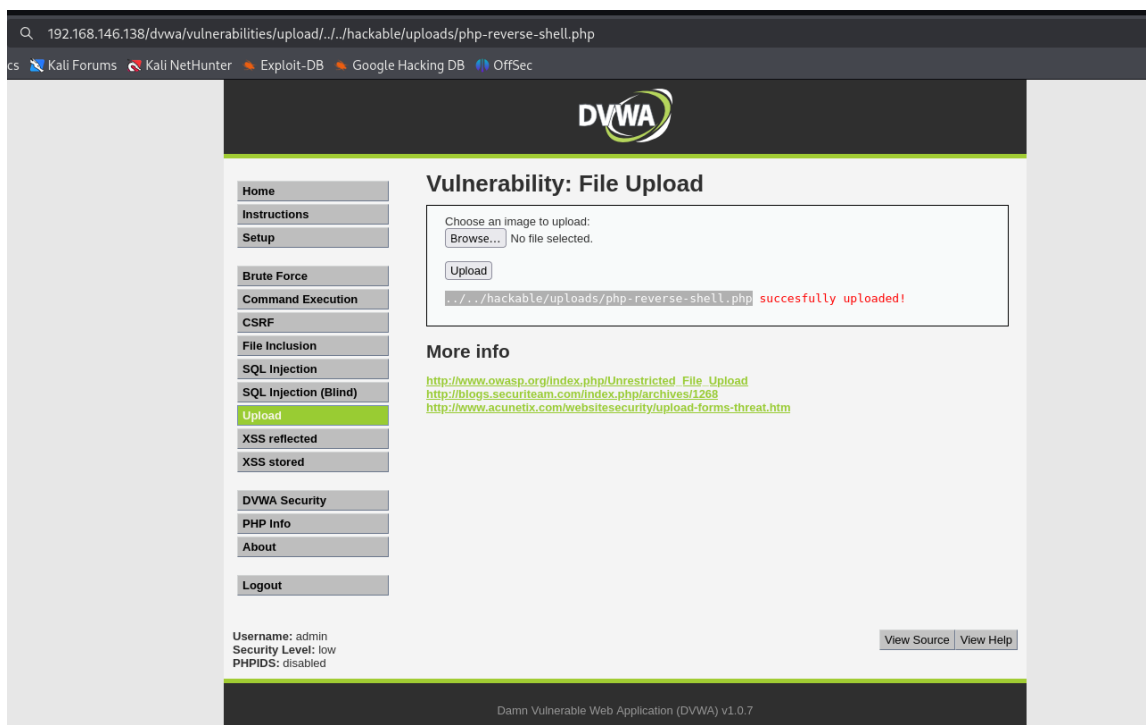 192.168.146.138/dvwa/vulnerabilities/upload/../../hackable/uploads/php-reverse-shell.php
cs Kali Forums Kali NetHunter Exploit-DB Google Hacking DB OffSec
DVWA
Home
Instructions
Setup
Brute Force
Command Execution
CSRF
File Inclusion
SQL Injection
SQL Injection (Blind)
Upload
XSS reflected
XSS stored
DVWA Security
PHP Info
About
Logout
Vulnerability: File Upload
Choose an image to upload:
Browse... No file selected.
Upload
../../hackable/uploads/php-reverse-shell.php succesfully uploaded!
More info
http://www.owasp.org/index.php/Unrestricted_File_Upload
http://blogs.securiteam.com/index.php/archives/1268
http://www.acunetix.com/websitesecurity/upload-forms-threat.htm
Username: admin
Security Level: low
PHPIDS: disabled
View Source View Help
Damn Vulnerable Web Application (DVWA) v1.0.7